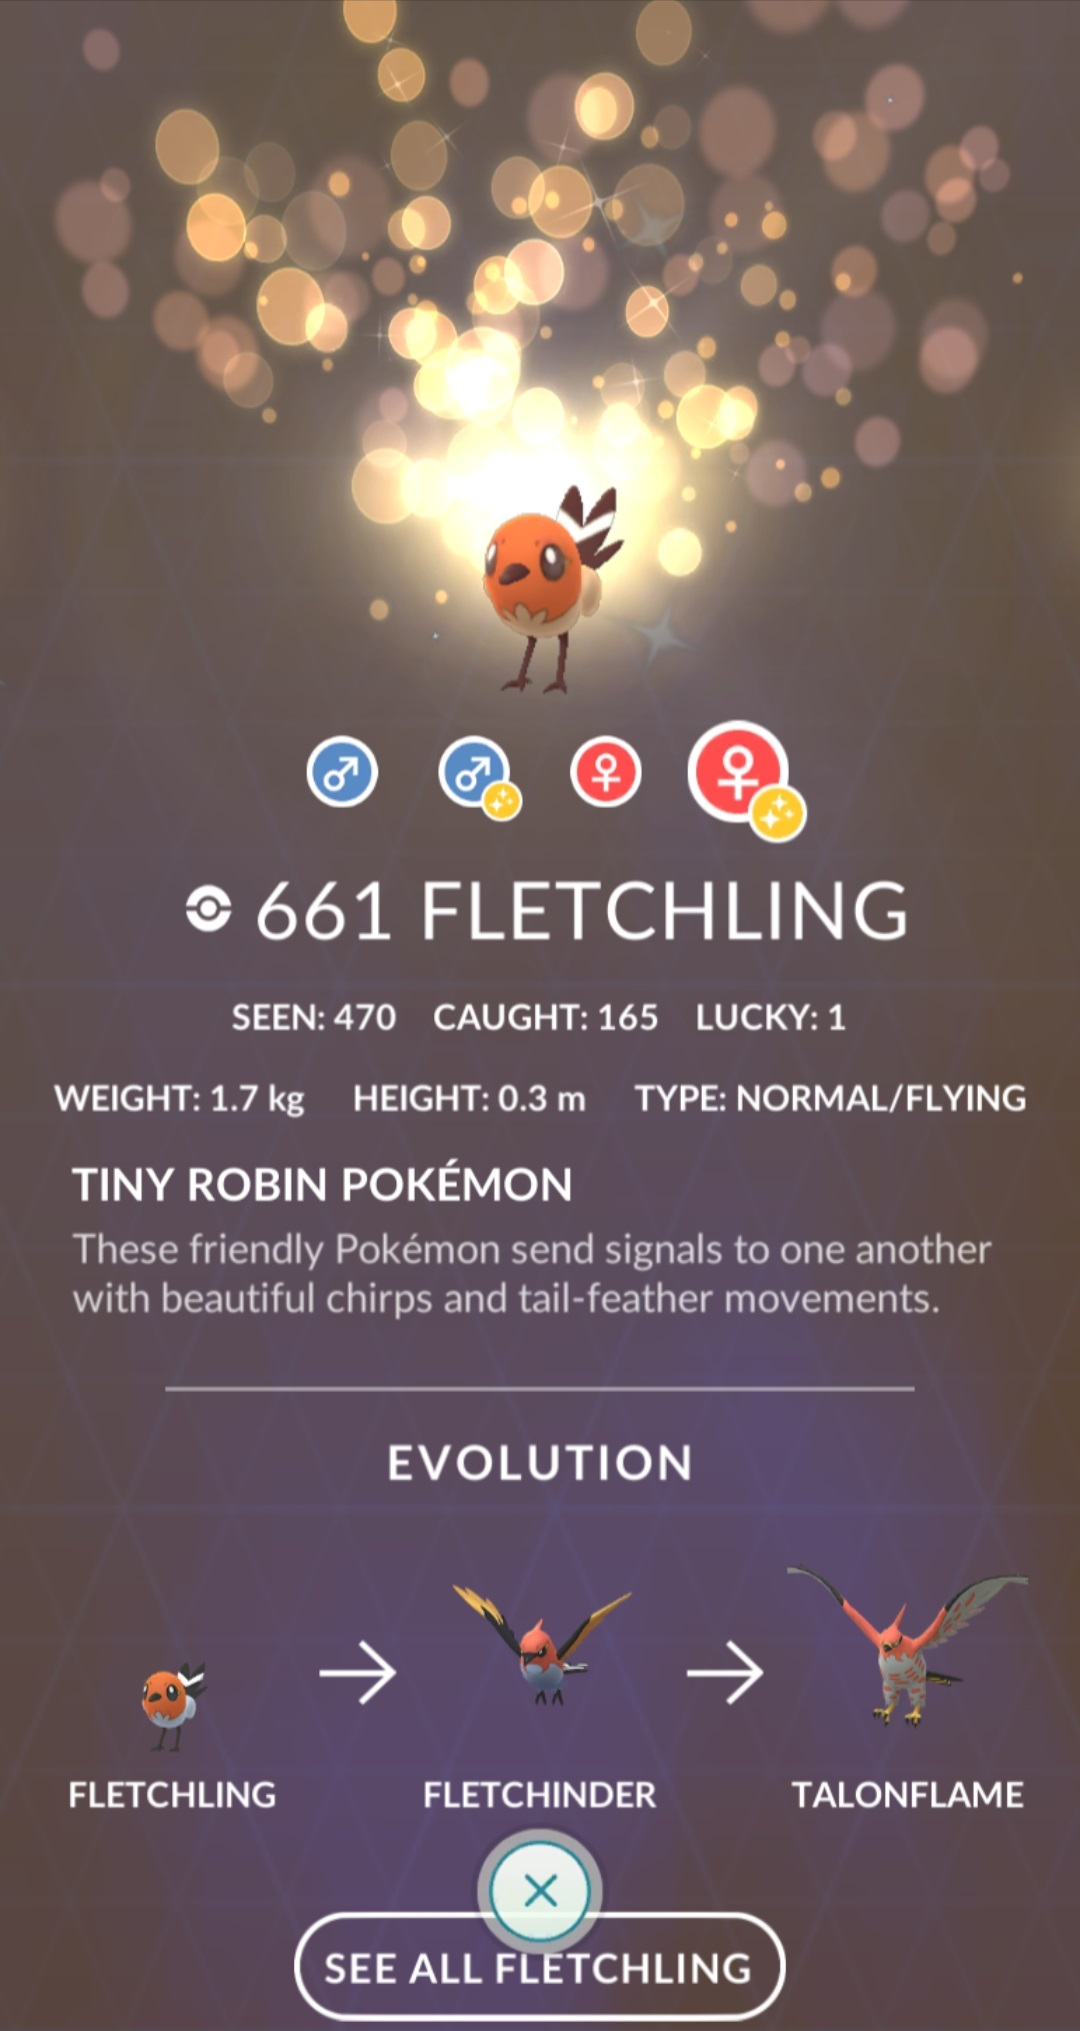 661 FLETCHLING
SEEN: 470 CAUGHT: 165 LUCKY: 1
WEIGHT: 1.7 kg HEIGHT: 0.3 m TYPE: NORMAL/FLYING
TINY ROBIN POKÉMON
These friendly Pokémon send signals to one another
with beautiful chirps and tail-feather movements.
EVOLUTION
FLETCHLING FLETCHINDER TALONFLAME
SEE ALL FLETCHLING